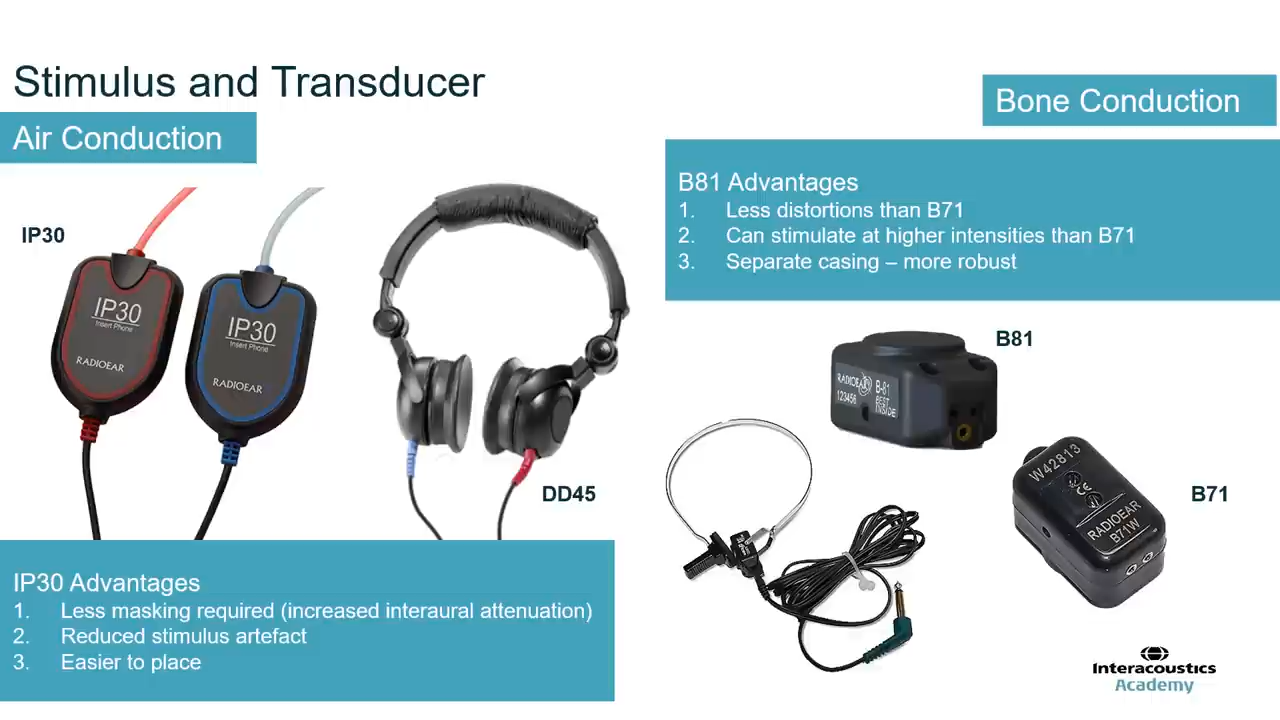 Stimulus and Transducer
Air Conduction
Bone Conduction
B81 Advantages
1. Less distortions than B71
2. Can stimulate at higher intensities than B71
3. Separate casing – more robust
IP30
IP30
Insert Phone
RADIOEAR
IP30
Insert Phone
RADIOEAR
DD45
IP30 Advantages
1. Less masking required (increased interaural attenuation)
2. Reduced stimulus artefact
3. Easier to place
B81
RADIOEAR
B-81
123456
BEST
INSIDE
B71
W42813
CE
RADIOEAR
B71W
Interacoustics
Academy